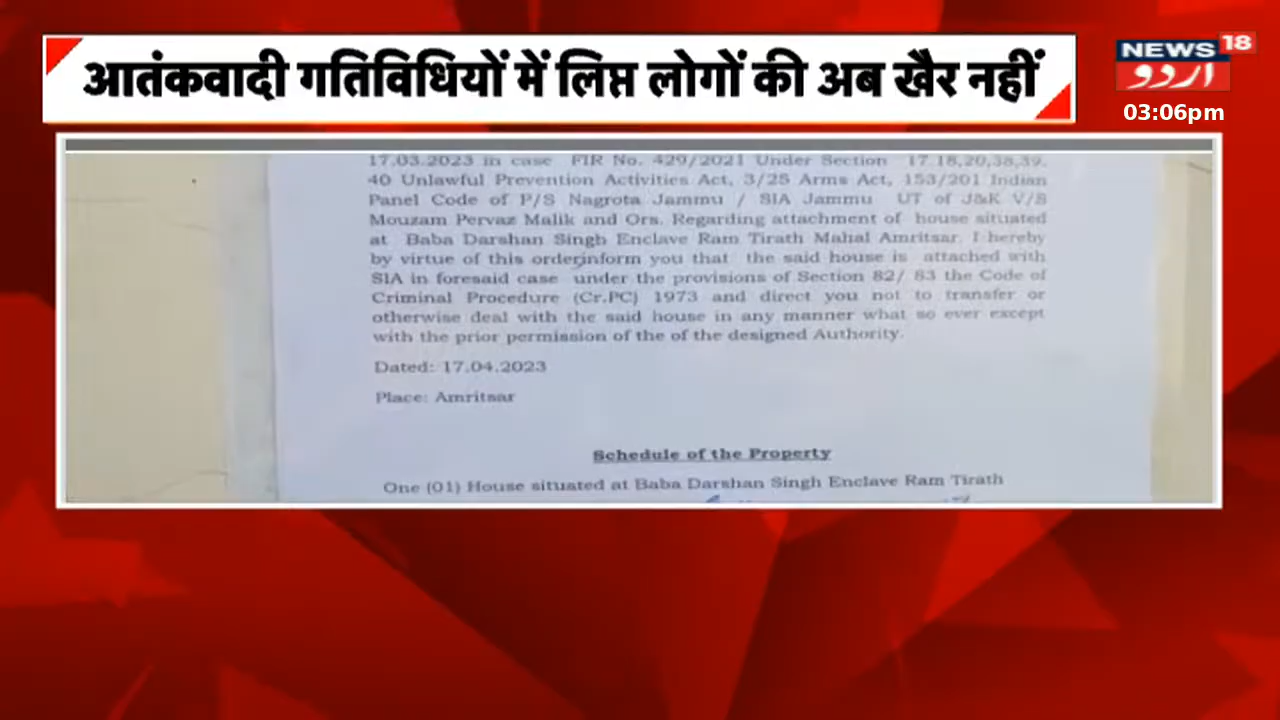 आतंकवादी गतिविधियों में लिप्त लोगों की अब खैर नहीं
NEWS 18
اردو
03:06pm
17.03.2023 in case FIR No. 429/2021 Under Section 17,18,20,38,39,
40 Unlawful Prevention Activities Act, 3/25 Arms Act, 153/201 Indian
Panel Code of P/S Nagrota Jammu / SIA Jammu UT of J&K V/S
Mouzam Pervaz Malik and Ors. Regarding attachment of house situated
at Baba Darshan Singh Enclave Ram Tirath Mahal Amritsar. I hereby
by virtue of this orderinform you that the said house is attached with
SIA in foresaid case under the provisions of Section 82/ 83 the Code of
Criminal Procedure (Cr.PC) 1973 and direct you not to transfer or
otherwise deal with the said house in any manner what so ever except
with the prior permission of the of the designed Authority.
Dated: 17.04.2023
Place: Amritsar
Schedule of the Property
One (01) House situated at Baba Darshan Singh Enclave Ram Tirath